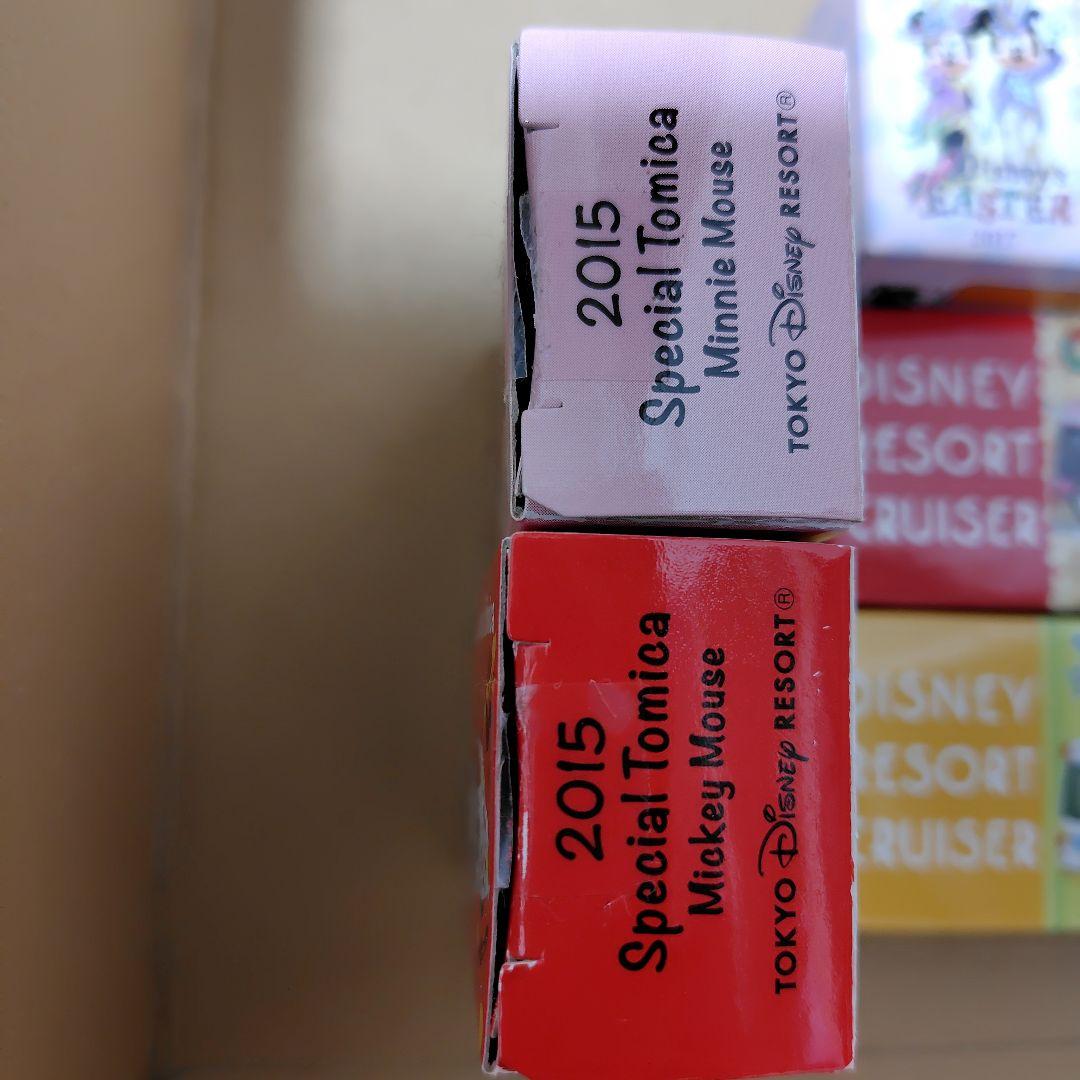 2015
Special Tomica
Minnie Mouse
TOKYO Disney RESORT®
2015
Special Tomica
Mickey Mouse
TOKYO Disney RESORT®
Disney's
EASTER
DISNEY
RESORT
CRUISER
DISNEY
RESORT
CRUISER